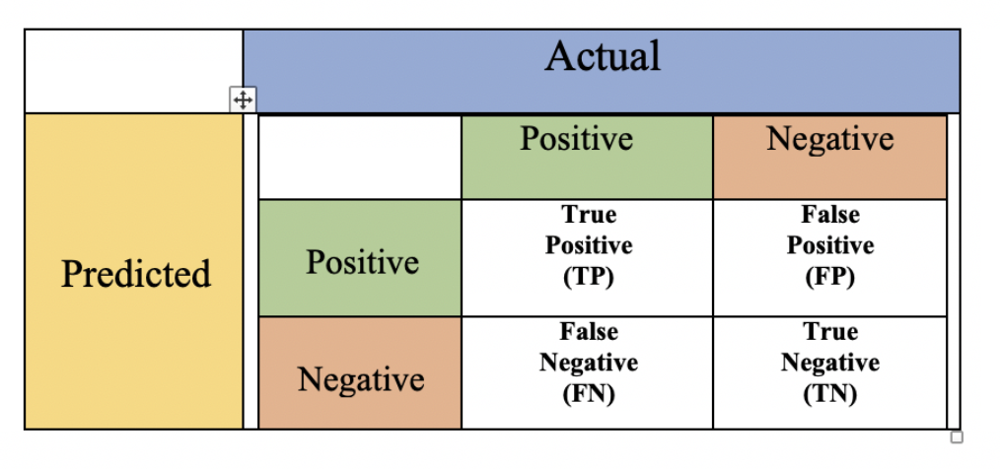 Actual
Positive Negative
Predicted
Positive
True
Positive
(TP)
False
Positive
(FP)
Negative
False
Negative
(FN)
True
Negative
(TN)